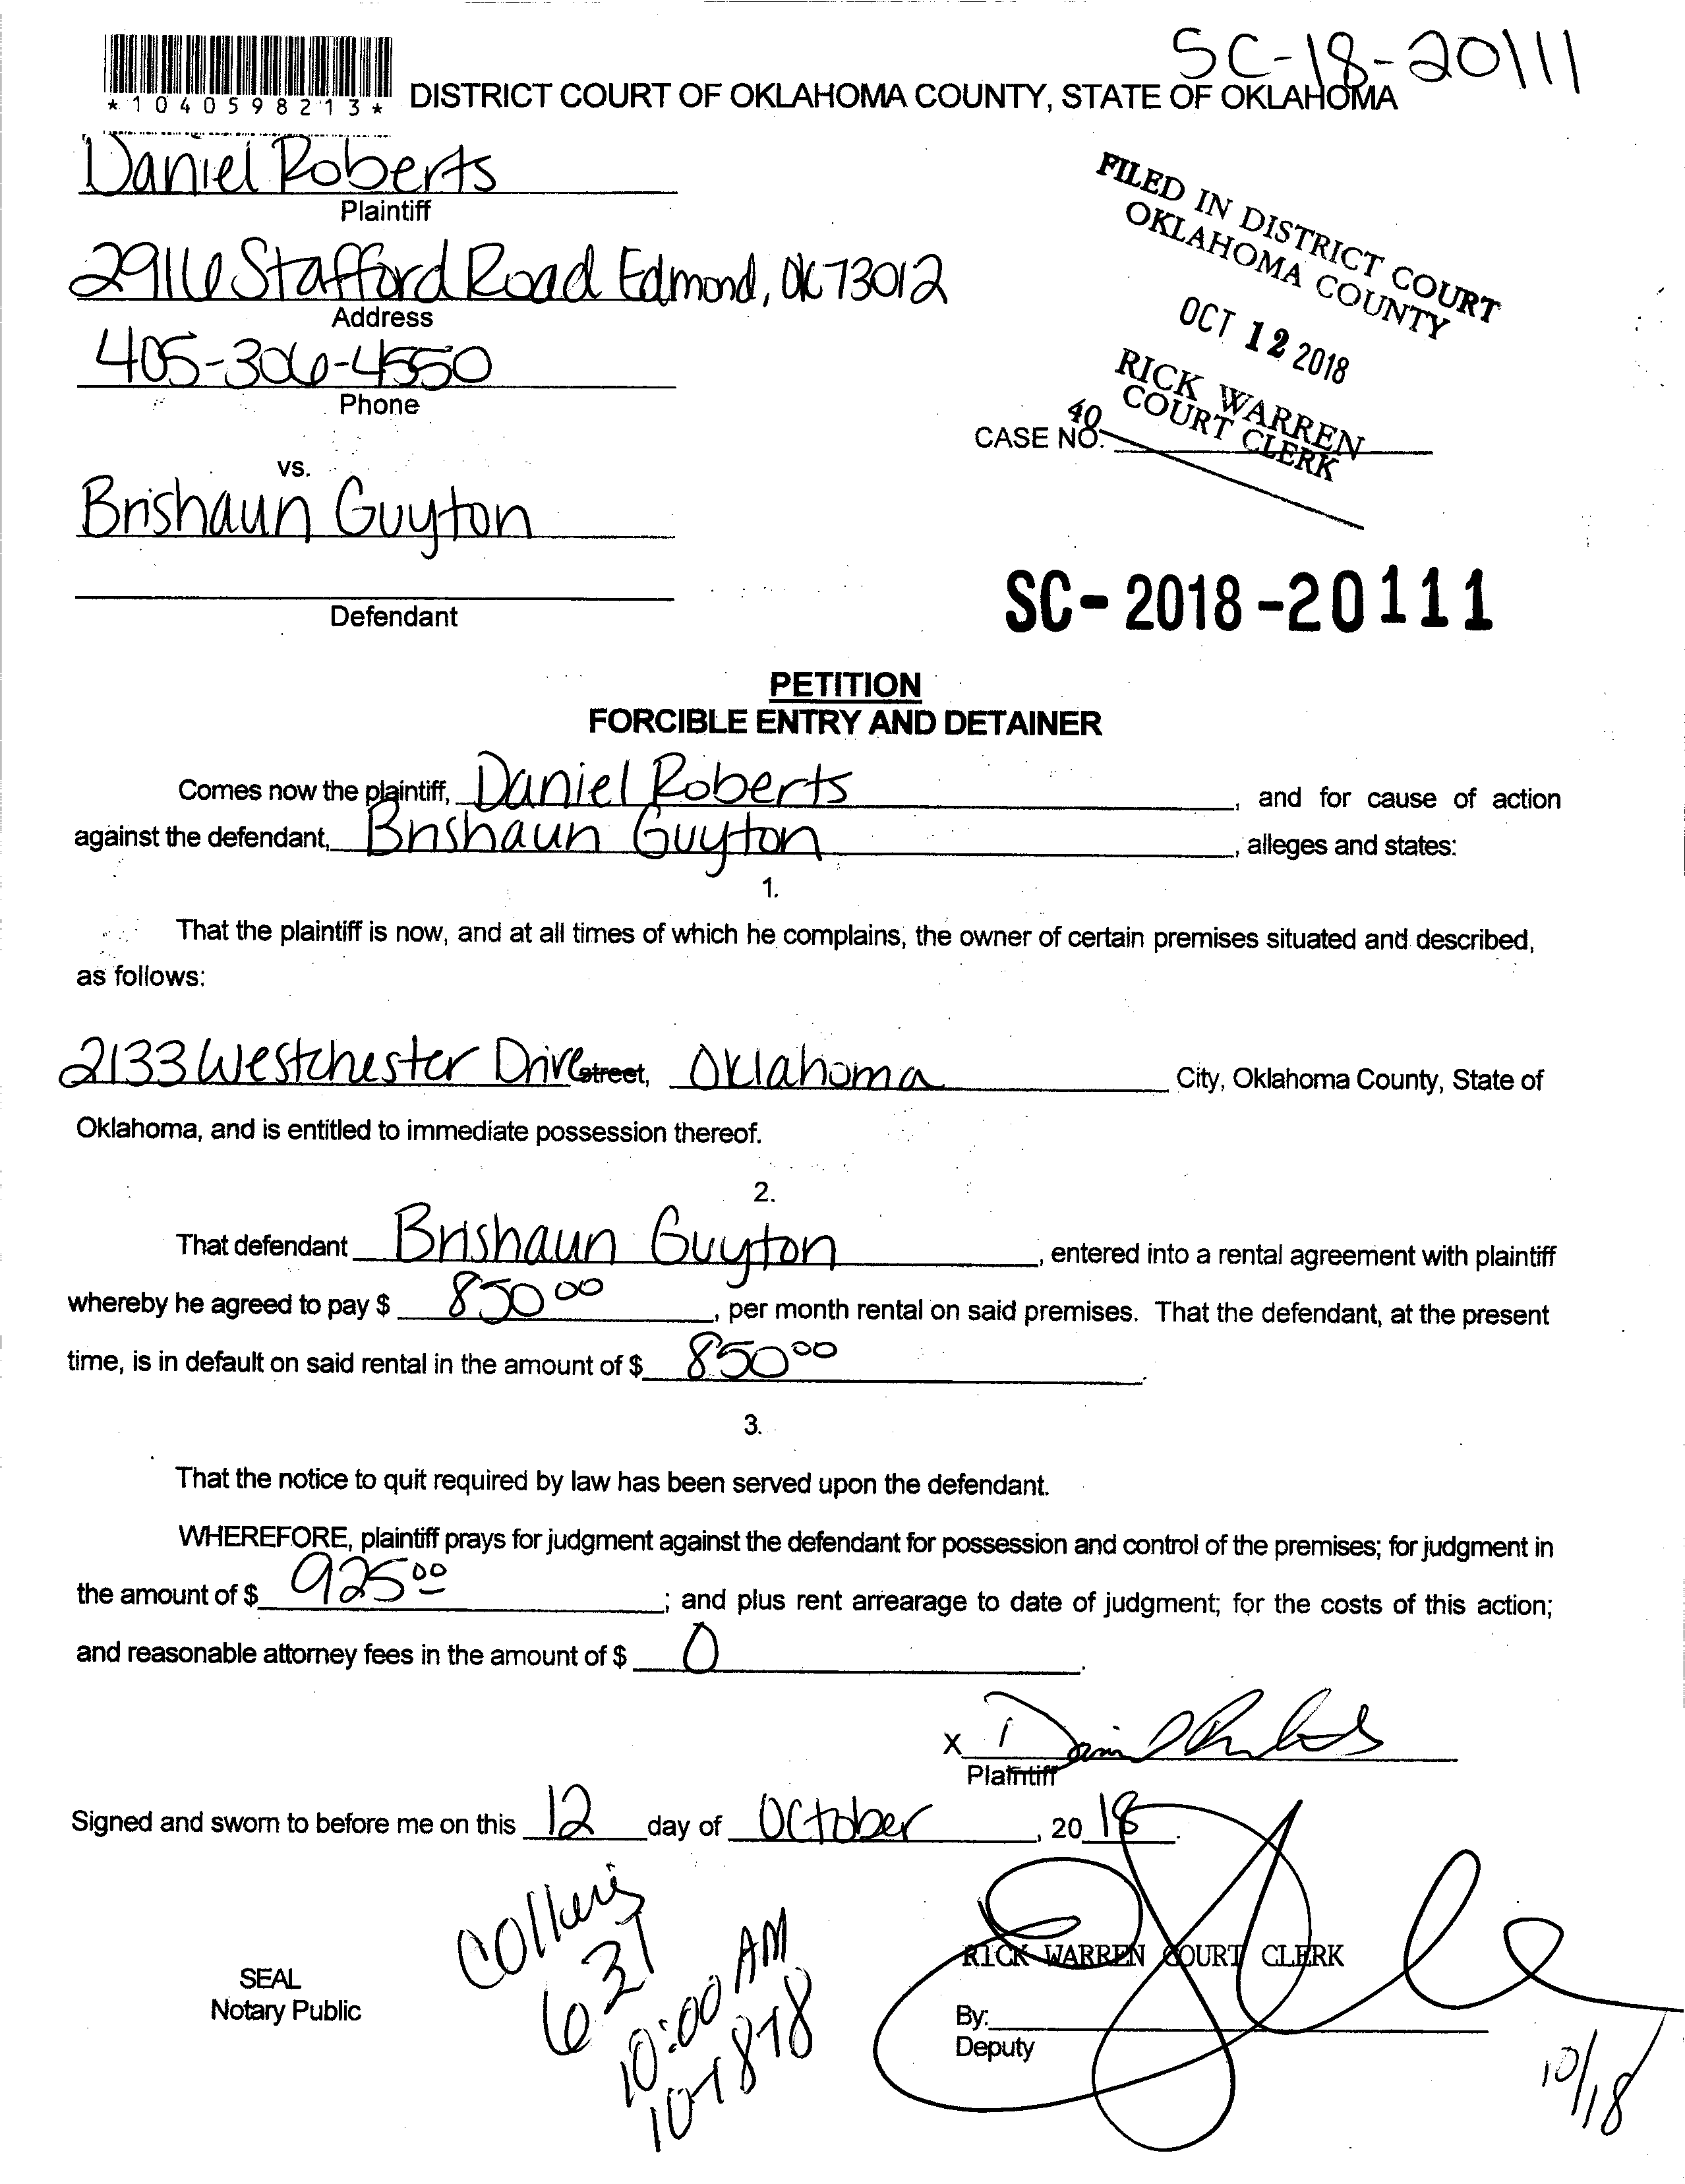 SC-18-20111
*1040598213*
DISTRICT COURT OF OKLAHOMA COUNTY, STATE OF OKLAHOMA
Daniel Roberts
Plaintiff
2916 Stafford Road Edmond, OK 73012
Address
405-306-4550
Phone
FILED IN DISTRICT COURT
OKLAHOMA COUNTY
OCT 12 2018
RICK WARREN
COURT CLERK
40
CASE NO.
vs.
Brishaun Guyton
Defendant
SC-2018-20111
PETITION
FORCIBLE ENTRY AND DETAINER
Comes now the plaintiff, Daniel Roberts, and for cause of action
against the defendant, Brishaun Guyton, alleges and states:
1.
That the plaintiff is now, and at all times of which he complains, the owner of certain premises situated and described,
as follows:
2133 Westchester Drive street, Oklahoma City, Oklahoma County, State of
Oklahoma, and is entitled to immediate possession thereof.
2.
That defendant Brishaun Guyton, entered into a rental agreement with plaintiff
whereby he agreed to pay $ 850 00, per month rental on said premises. That the defendant, at the present
time, is in default on said rental in the amount of $ 850 00.
3.
That the notice to quit required by law has been served upon the defendant.
WHEREFORE, plaintiff prays for judgment against the defendant for possession and control of the premises; for judgment in
the amount of $ 925 00; and plus rent arrearage to date of judgment; for the costs of this action;
and reasonable attorney fees in the amount of $ 0.
X Daniel Roberts
Plaintiff
Signed and sworn to before me on this 12 day of October, 2018.
Collins
631
10:00 AM
10-18-18
SEAL
Notary Public
RICK WARREN COURT CLERK
By:
Deputy
10/18